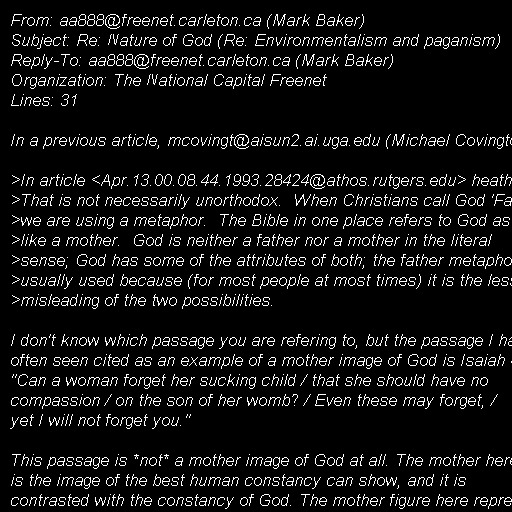 From: aa888@freenet.carleton.ca (Mark Baker)
Subject: Re: Nature of God (Re: Environmentalism and paganism)
Reply-To: aa888@freenet.carleton.ca (Mark Baker)
Organization: The National Capital Freenet
Lines: 31

In a previous article, mcovingt@aisun2.ai.uga.edu (Michael Covingt

>In article <Apr.13.00.08.44.1993.28424@athos.rutgers.edu> heath
>That is not necessarily unorthodox.  When Christians call God 'Fa
>we are using a metaphor.  The Bible in one place refers to God as
>like a mother.  God is neither a father nor a mother in the literal
>sense; God has some of the attributes of both; the father metapho
>usually used because (for most people at most times) it is the les
>misleading of the two possibilities.

I don't know which passage you are refering to, but the passage I ha
often seen cited as an example of a mother image of God is Isaiah
"Can a woman forget her sucking child / that she should have no
compassion / on the son of her womb? / Even these may forget, /
yet I will not forget you."

This passage is *not* a mother image of God at all. The mother here
is the image of the best human constancy can show, and it is
contrasted with the constancy of God. The mother figure here repre